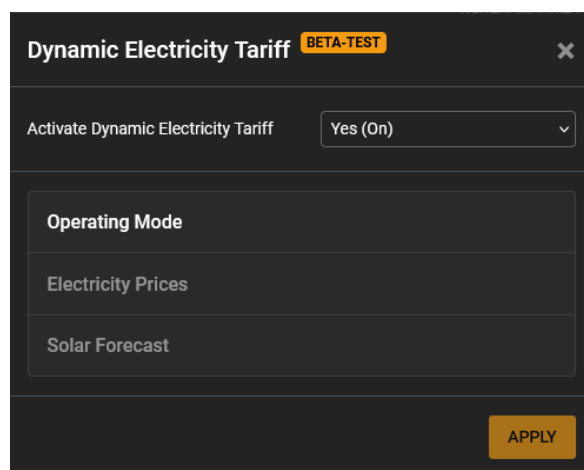 Dynamic Electricity Tariff BETA-TEST ×
Activate Dynamic Electricity Tariff Yes (On)
Operating Mode
Electricity Prices
Solar Forecast
APPLY